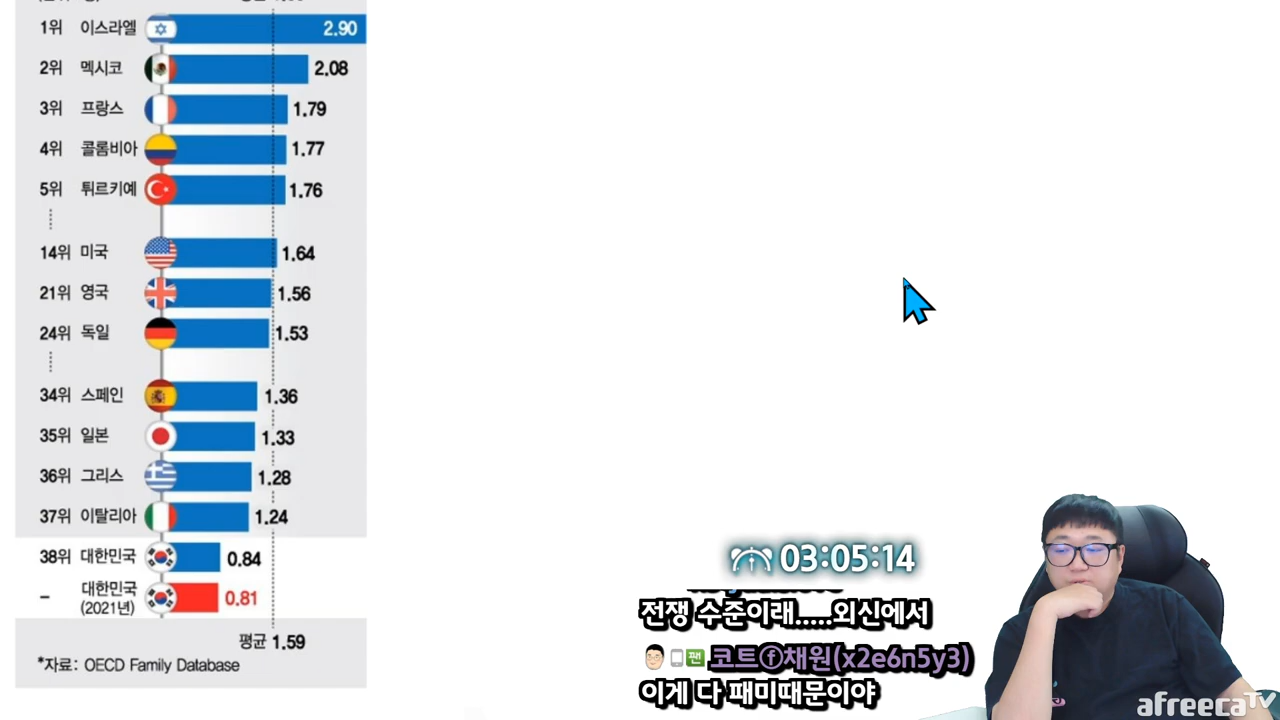 1위 이스라엘 2.90
2위 멕시코 2.08
3위 프랑스 1.79
4위 콜롬비아 1.77
5위 튀르키예 1.76
14위 미국 1.64
21위 영국 1.56
24위 독일 1.53
34위 스페인 1.36
35위 일본 1.33
36위 그리스 1.28
37위 이탈리아 1.24
38위 대한민국 0.84
- 대한민국 0.81
(2021년)
평균 1.59
*자료: OECD Family Database
03:05:14
전쟁 수준이래.....외신에서
팬 코트ⓕ채원(x2e6n5y3)
이게 다 패미때문이야
afreecaTV